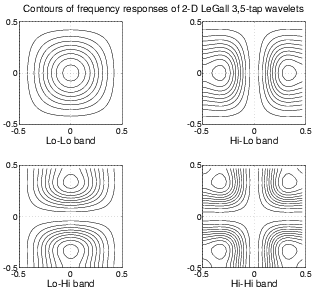 Contours of frequency responses of 2-D LeGall 3,5-tap wavelets
0.5 0.5
0 0
-0.5 -0.5
-0.5 0 0.5 -0.5 0 0.5
Lo-Lo band Hi-Lo band
0.5 0.5
0 0
-0.5 -0.5
-0.5 0 0.5 -0.5 0 0.5
Lo-Hi band Hi-Hi band